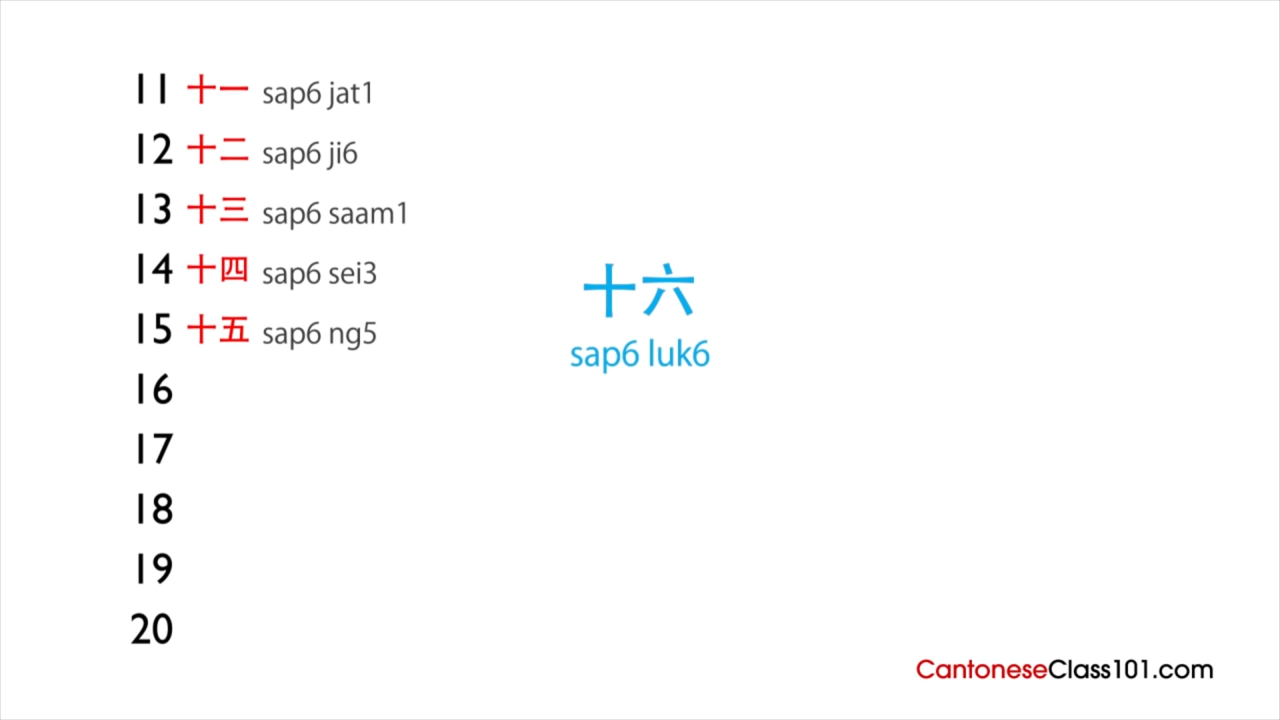 11 十一 sap6 jat1
12 十二 sap6 ji6
13 十三 sap6 saam1
14 十四 sap6 sei3
15 十五 sap6 ng5
16
17
18
19
20
十六
sap6 luk6
CantoneseClass101.com